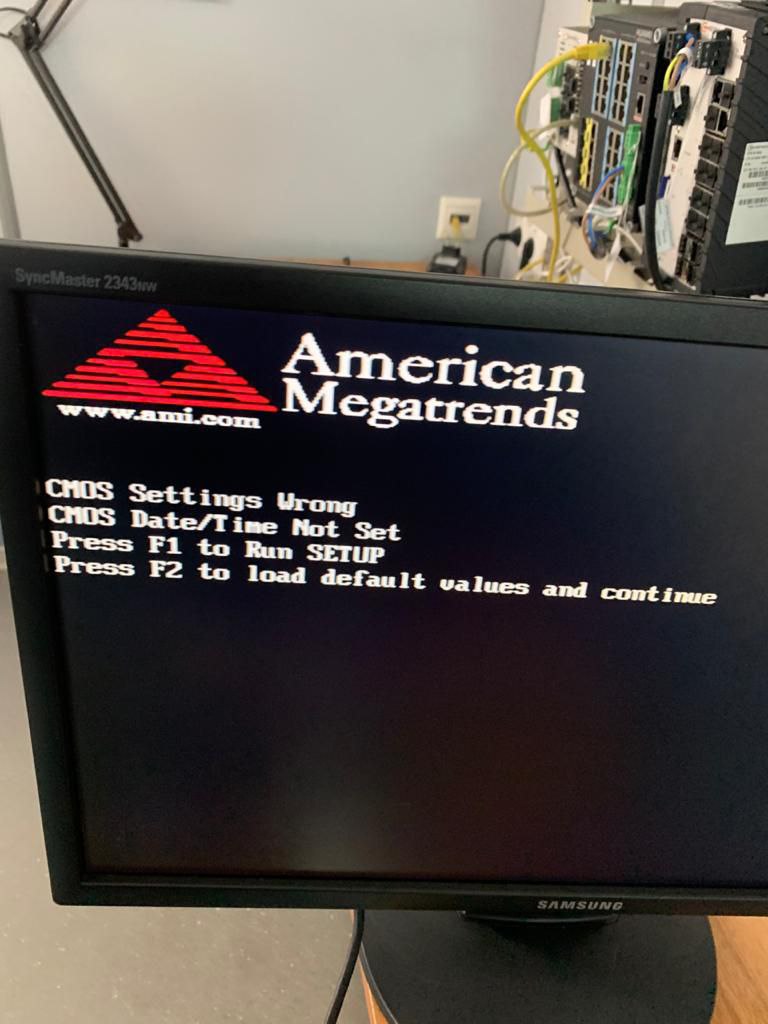 SyncMaster 2343NW
American
Megatrends
www.ami.com
CMOS Settings Wrong
CMOS Date/Time Not Set
Press F1 to Run SETUP
Press F2 to load default values and continue
SAMSUNG